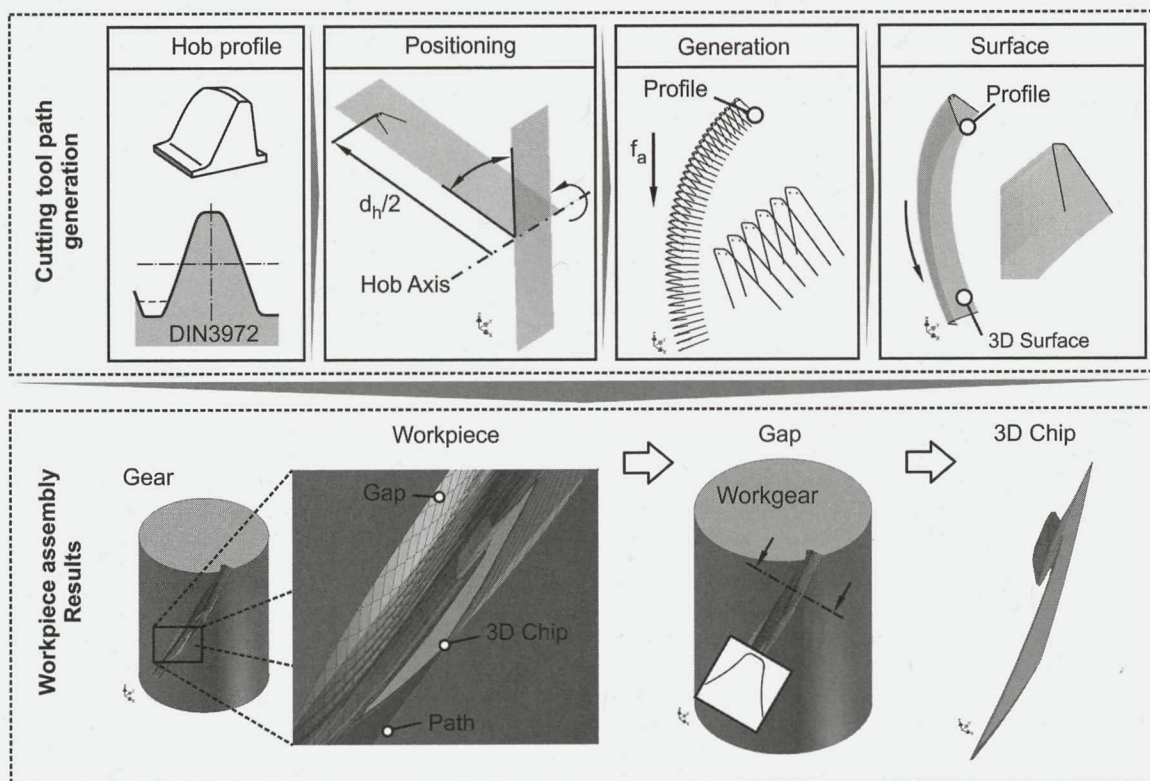 Cutting tool path
generation
Hob profile
DIN3972
Positioning
d_h/2
Hob Axis
Generation
Profile
f_a
Surface
Profile
3D Surface
Workpiece assembly
Results
Gear
Workpiece
Gap
3D Chip
Path
Gap
Workgear
3D Chip